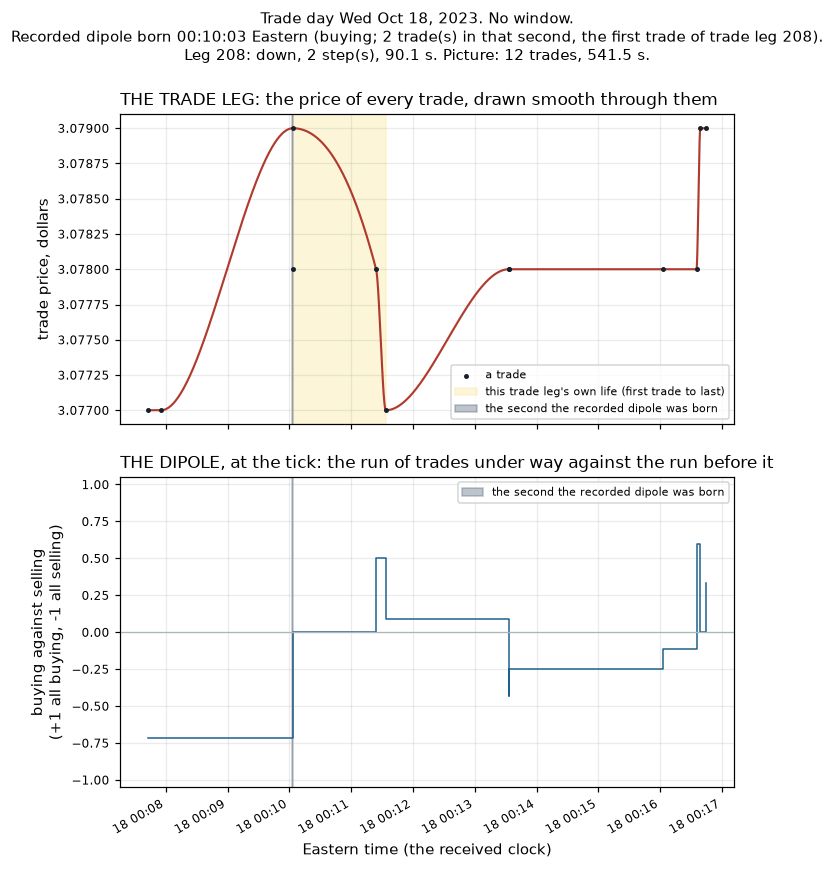 Trade day Wed Oct 18, 2023. No window.
Recorded dipole born 00:10:03 Eastern (buying; 2 trade(s) in that second, the first trade of trade leg 208).
Leg 208: down, 2 step(s), 90.1 s. Picture: 12 trades, 541.5 s.
THE TRADE LEG: the price of every trade, drawn smooth through them
3.07900
3.07875
3.07850
3.07825
3.07800
3.07775
3.07750
3.07725
3.07700
trade price, dollars
a trade
this trade leg's own life (first trade to last)
the second the recorded dipole was born
THE DIPOLE, at the tick: the run of trades under way against the run before it
1.00
0.75
0.50
0.25
0.00
−0.25
−0.50
−0.75
−1.00
buying against selling
(+1 all buying, -1 all selling)
the second the recorded dipole was born
18 00:08
18 00:09
18 00:10
18 00:11
18 00:12
18 00:13
18 00:14
18 00:15
18 00:16
18 00:17
Eastern time (the received clock)